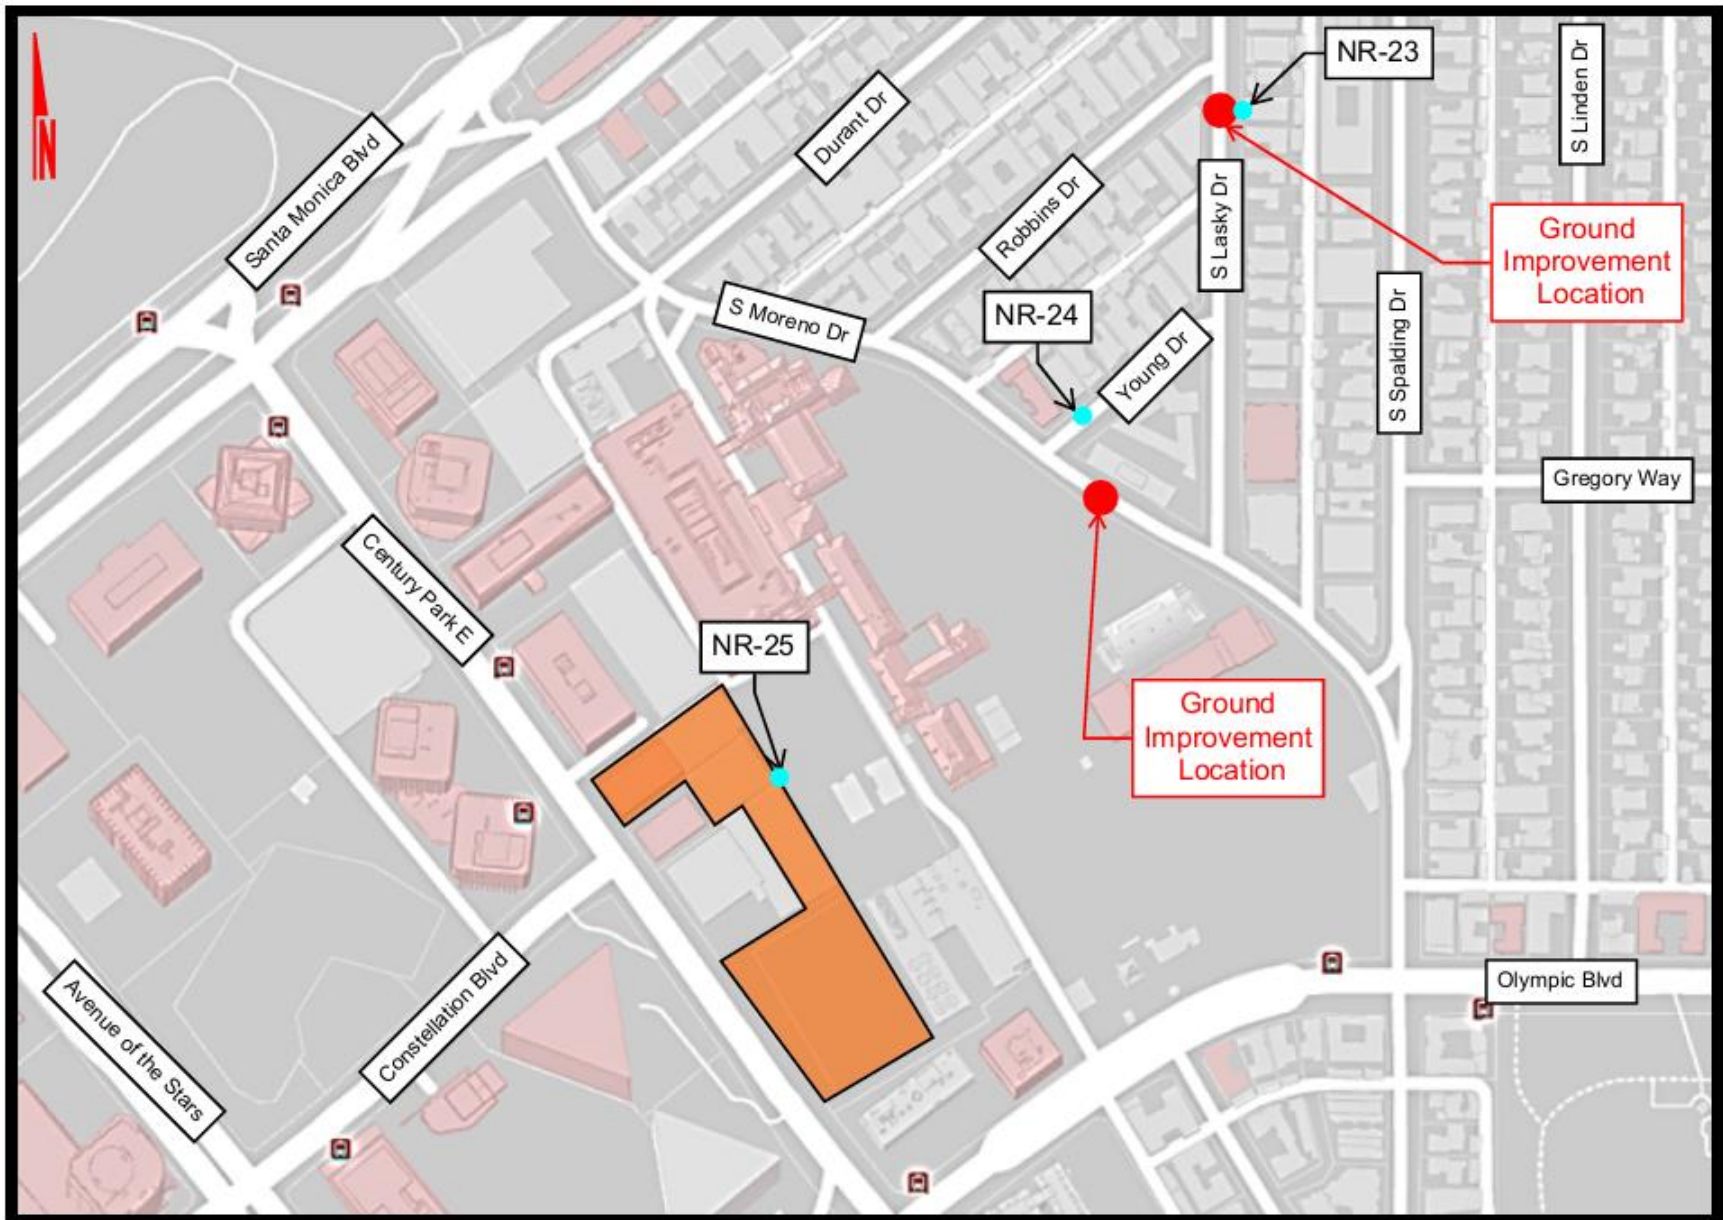 N
NR-23
S Linden Dr
Durant Dr
Santa Monica Blvd
Robbins Dr
S Lasky Dr
Ground
Improvement
Location
S Moreno Dr
NR-24
S Spalding Dr
Young Dr
Gregory Way
Century Park E
NR-25
Ground
Improvement
Location
Olympic Blvd
Avenue of the Stars
Constellation Blvd